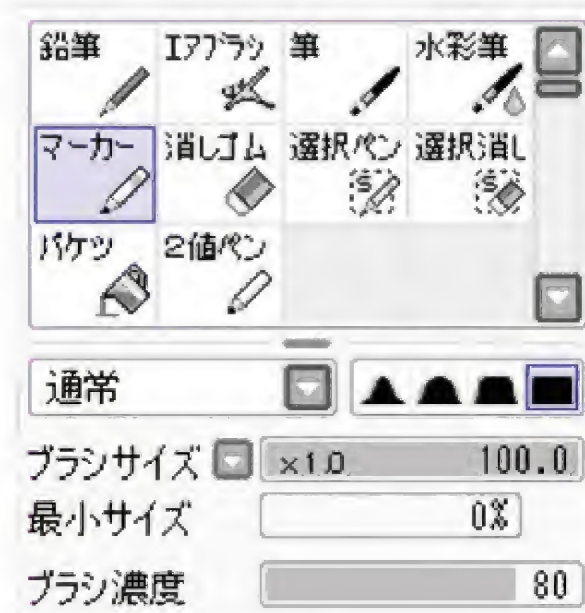 鉛筆 エアブラシ 筆 水彩筆
マーカー 消しゴム 選択ペン 選択消し
バケツ 2値ペン
通常
ブラシサイズ ×1.0 100.0
最小サイズ 0%
ブラシ濃度 80